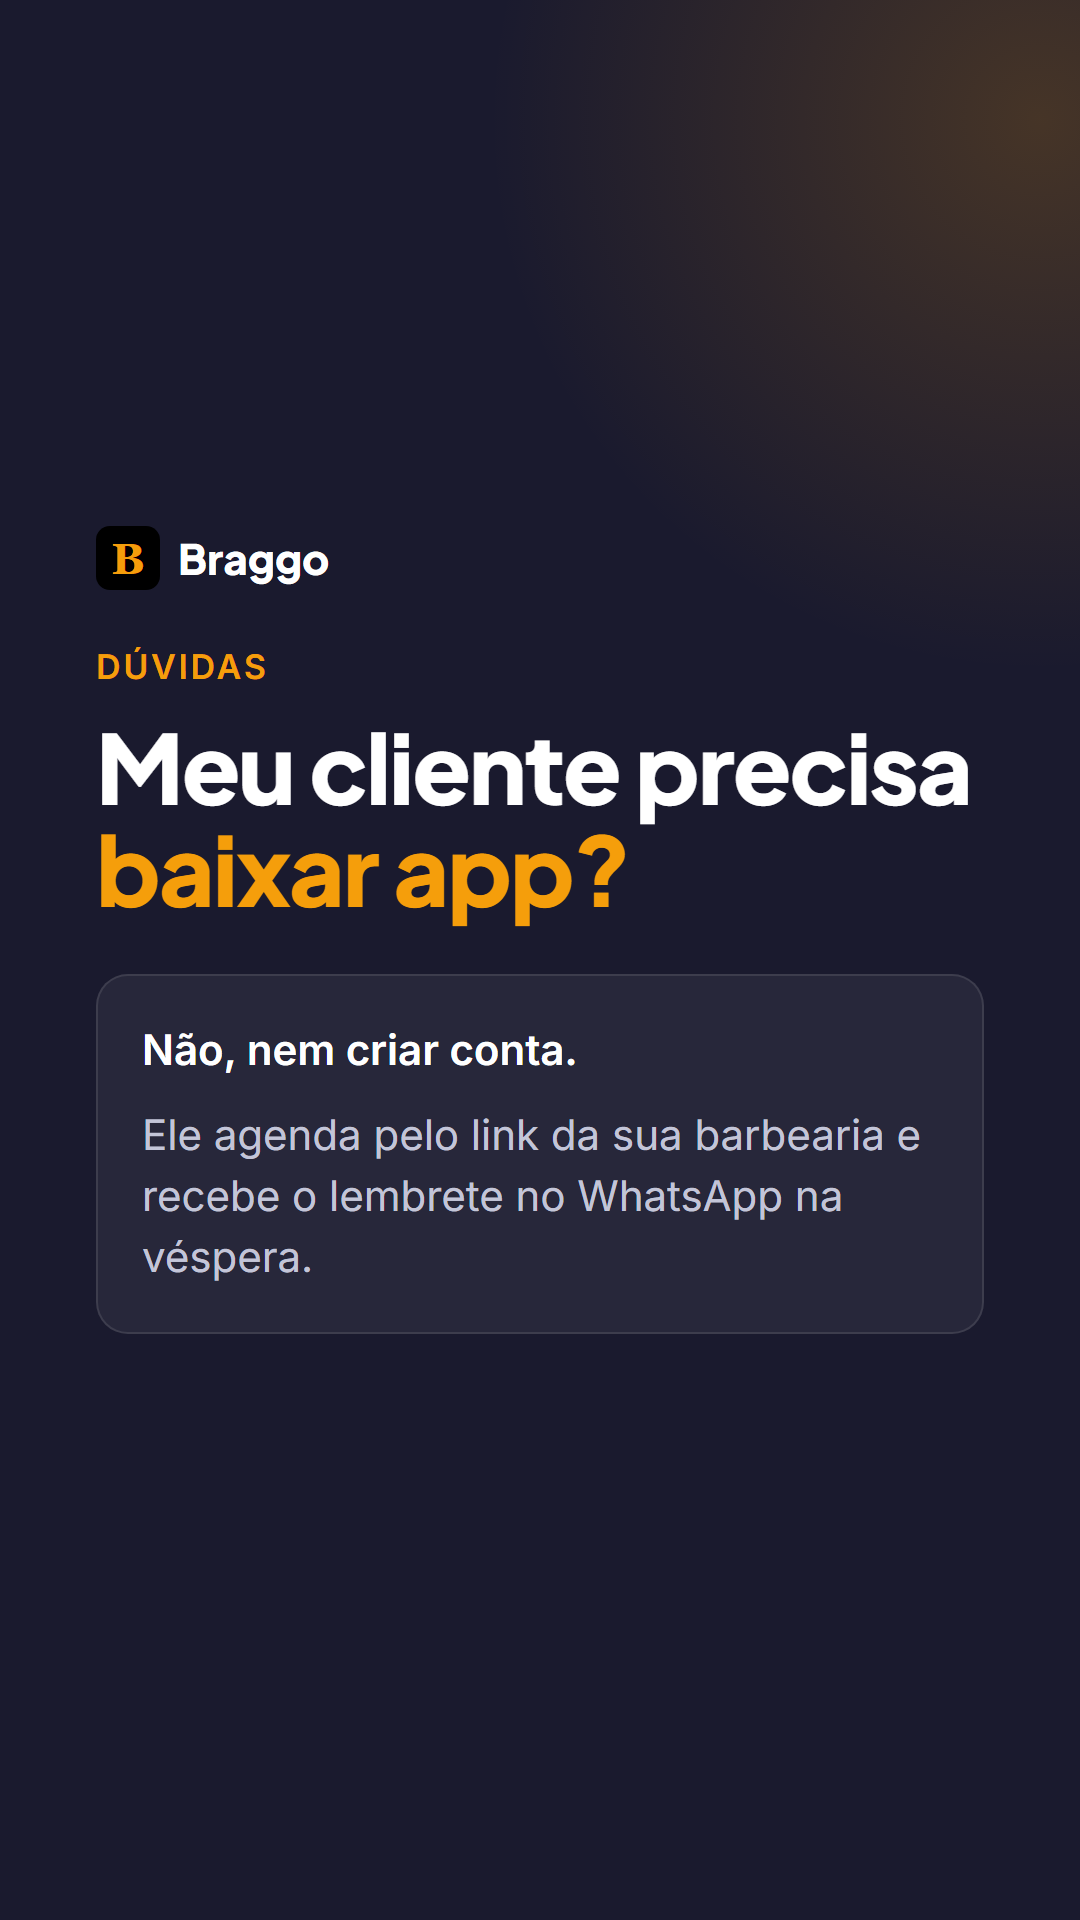 B Braggo
DÚVIDAS
Meu cliente precisa
baixar app?
Não, nem criar conta.
Ele agenda pelo link da sua barbearia e
recebe o lembrete no WhatsApp na
véspera.